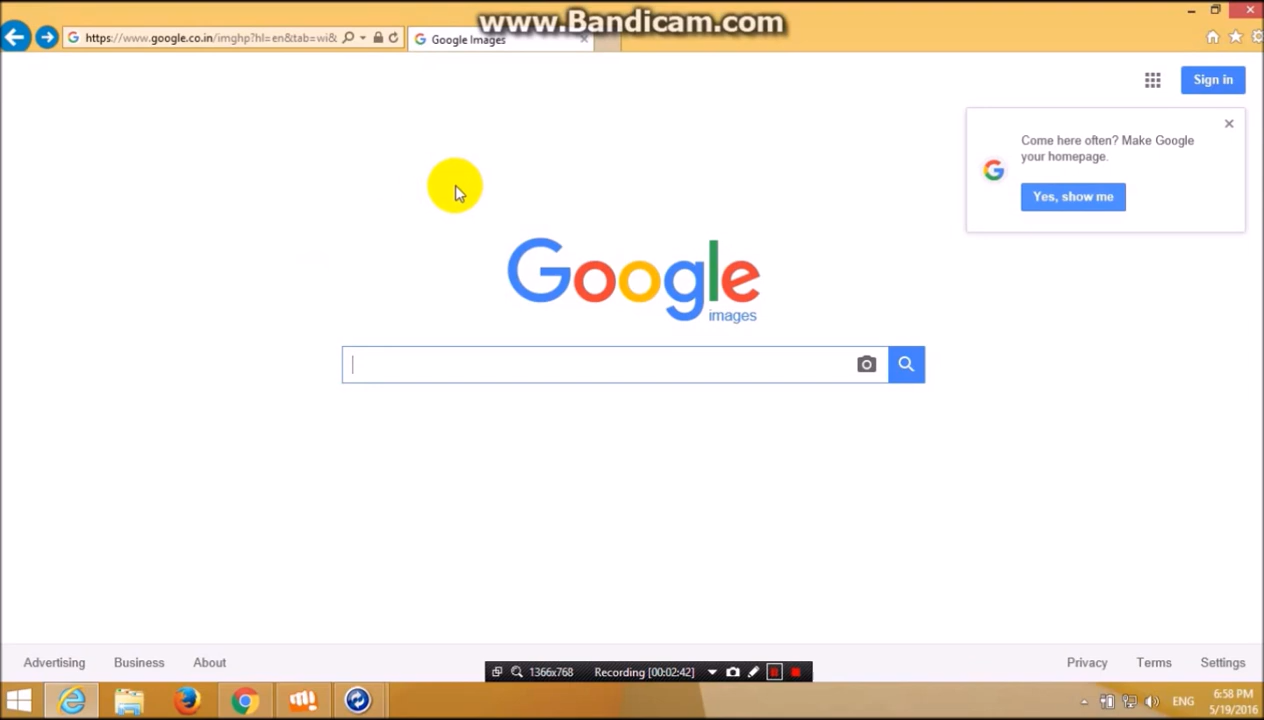 www.Bandicam.com
https://www.google.co.in/imghp?hl=en&tab=wi&
Google Images
Sign in
Come here often? Make Google
your homepage.
Yes, show me
Google
images
Advertising
Business
About
1366x768
Recording [00:02:42]
Privacy
Terms
Settings
ENG
6:58 PM
5/19/2016